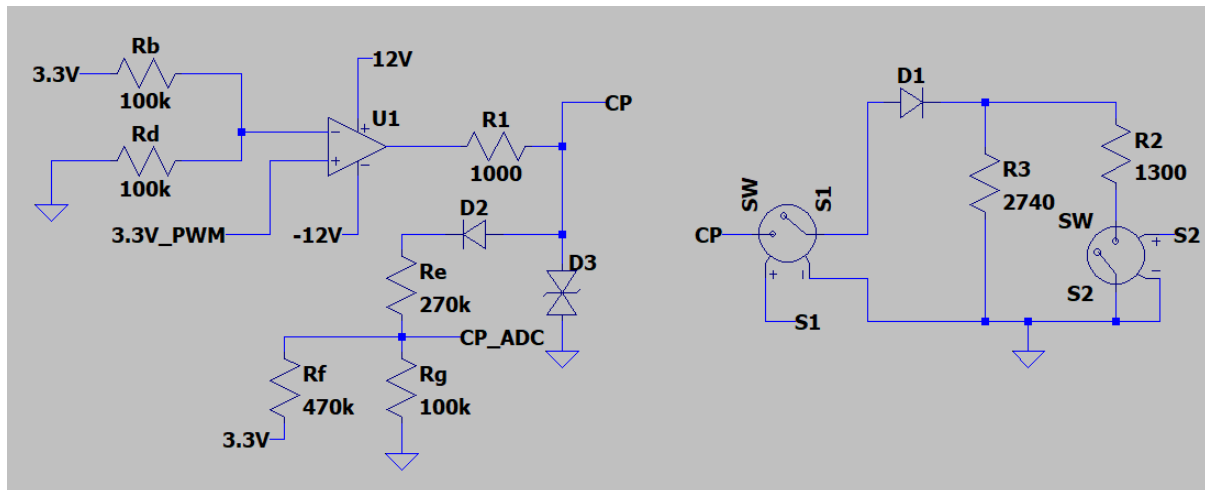 Rb
3.3V
100k
Rd
100k
12V
U1
3.3V_PWM
-12V
R1
1000
CP
D2
D3
Re
270k
CP_ADC
Rf
470k
3.3V
Rg
100k
D1
R2
1300
R3
2740
SW
S1
CP
S1
SW
S2
S2